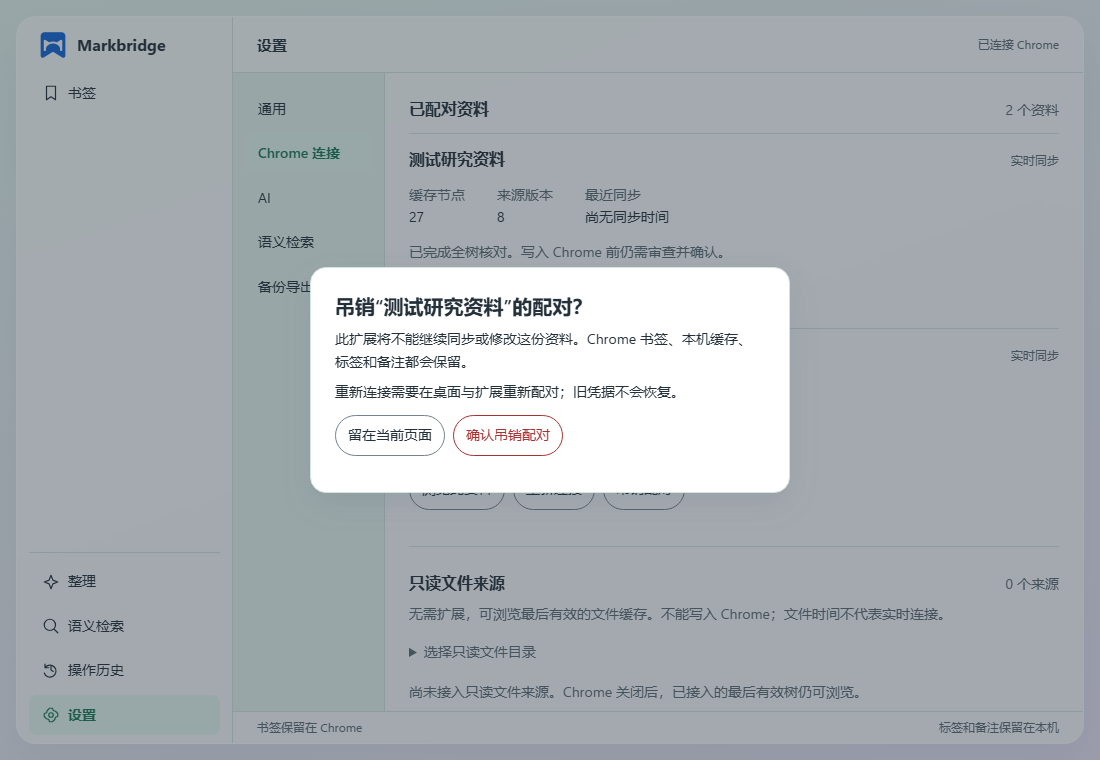 Markbridge
书签
整理
语义检索
操作历史
设置
设置
已连接 Chrome
通用
Chrome 连接
AI
语义检索
备份导出
已配对资料
2 个资料
测试研究资料
实时同步
缓存节点
来源版本
最近同步
27
8
尚无同步时间
已完成全树核对。写入 Chrome 前仍需审查并确认。
实时同步
吊销“测试研究资料”的配对？
此扩展将不能继续同步或修改这份资料。Chrome 书签、本机缓存、
标签和备注都会保留。
重新连接需要在桌面与扩展重新配对；旧凭据不会恢复。
留在当前页面
确认吊销配对
只读文件来源
0 个来源
无需扩展，可浏览最后有效的文件缓存。不能写入 Chrome；文件时间不代表实时连接。
选择只读文件目录
尚未接入只读文件来源。Chrome 关闭后，已接入的最后有效树仍可浏览。
书签保留在 Chrome
标签和备注保留在本机